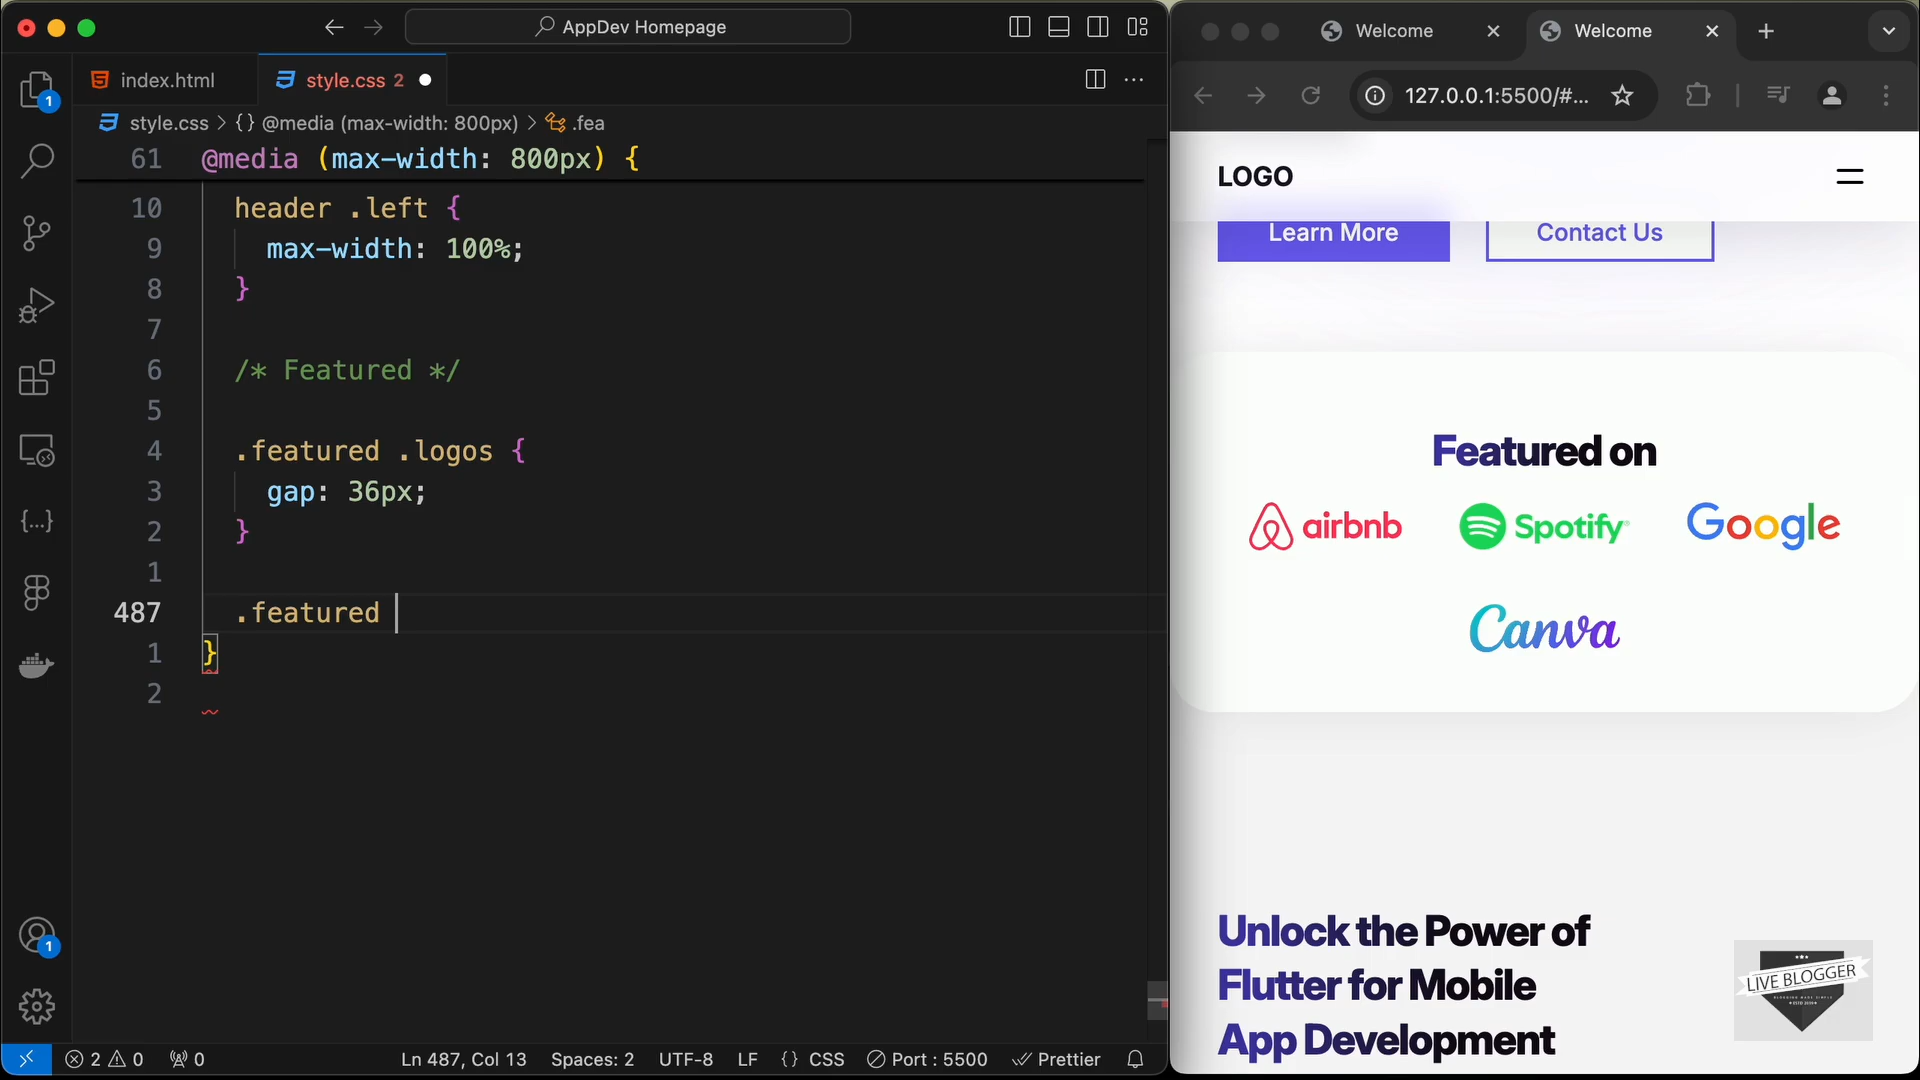 AppDev Homepage
index.html
style.css 2
style.css > {} @media (max-width: 800px) > .fea
61 @media (max-width: 800px) {
10 header .left {
9 max-width: 100%;
8 }
7
6 /* Featured */
5
4 .featured .logos {
3 gap: 36px;
2 }
1
487 .featured
1 }
2
1
1
2 0 0
Ln 487, Col 13
Spaces: 2
UTF-8
LF
{} CSS
Port : 5500
Prettier
Welcome
Welcome
127.0.0.1:5500/#...
LOGO
Learn More
Contact Us
Featured on
airbnb
Spotify
Google
Canva
Unlock the Power of
Flutter for Mobile
App Development
LIVE BLOGGER